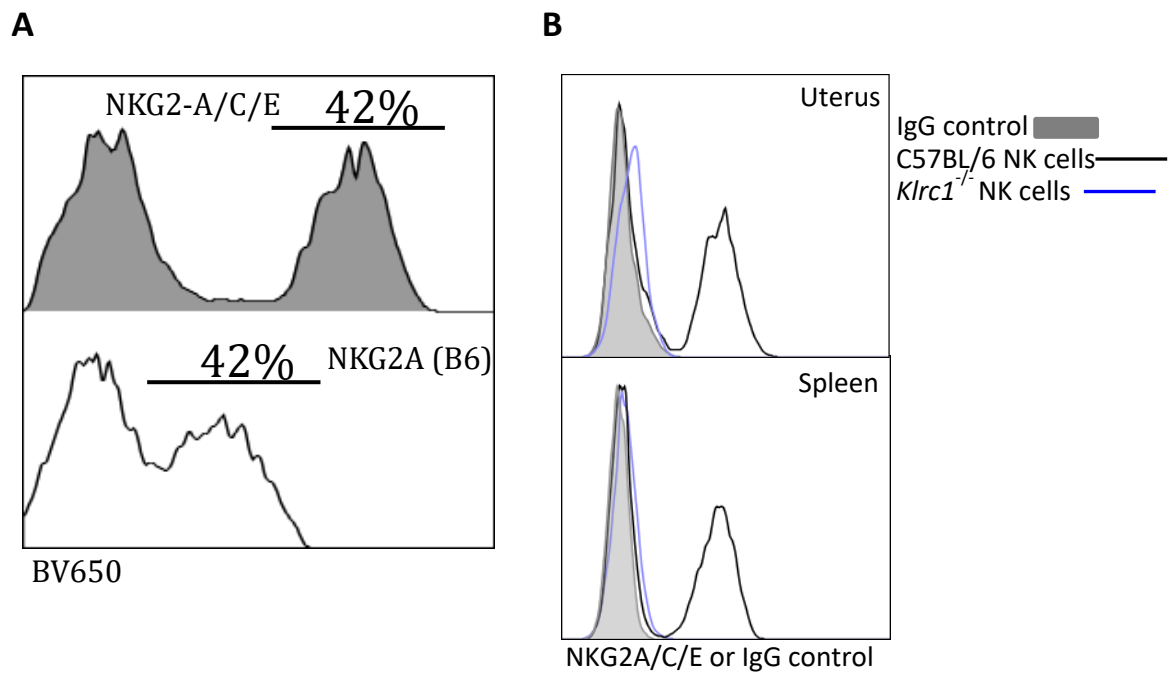 A
NKG2-A/C/E 42%
42% NKG2A (B6)
BV650
B
Uterus
Spleen
NKG2A/C/E or IgG control
IgG control
C57BL/6 NK cells
Klrc1-/- NK cells